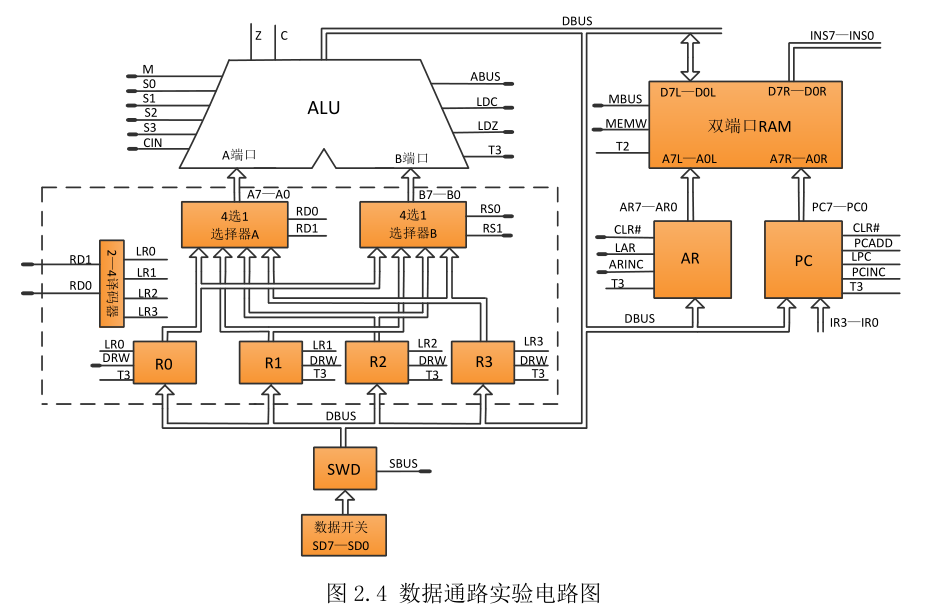 DBUS
Z
C
INS7—INS0
M
S0
S1
S2
S3
CIN
ALU
ABUS
LDC
LDZ
T3
A端口
B端口
MBUS
MEMW
T2
D7L—D0L
D7R—D0R
双端口RAM
A7L—A0L
A7R—A0R
A7—A0
B7—B0
4选1
选择器A
RD0
RD1
4选1
选择器B
RS0
RS1
AR7—AR0
PC7—PC0
CLR#
LAR
ARINC
T3
AR
PC
CLR#
PCADD
LPC
PCINC
T3
RD1
RD0
2—4译码器
LR0
LR1
LR2
LR3
DBUS
IR3—IR0
LR0
DRW
T3
R0
R1
LR1
DRW
T3
R2
LR2
DRW
T3
R3
LR3
DRW
T3
DBUS
SWD
SBUS
数据开关
SD7—SD0
图 2.4 数据通路实验电路图